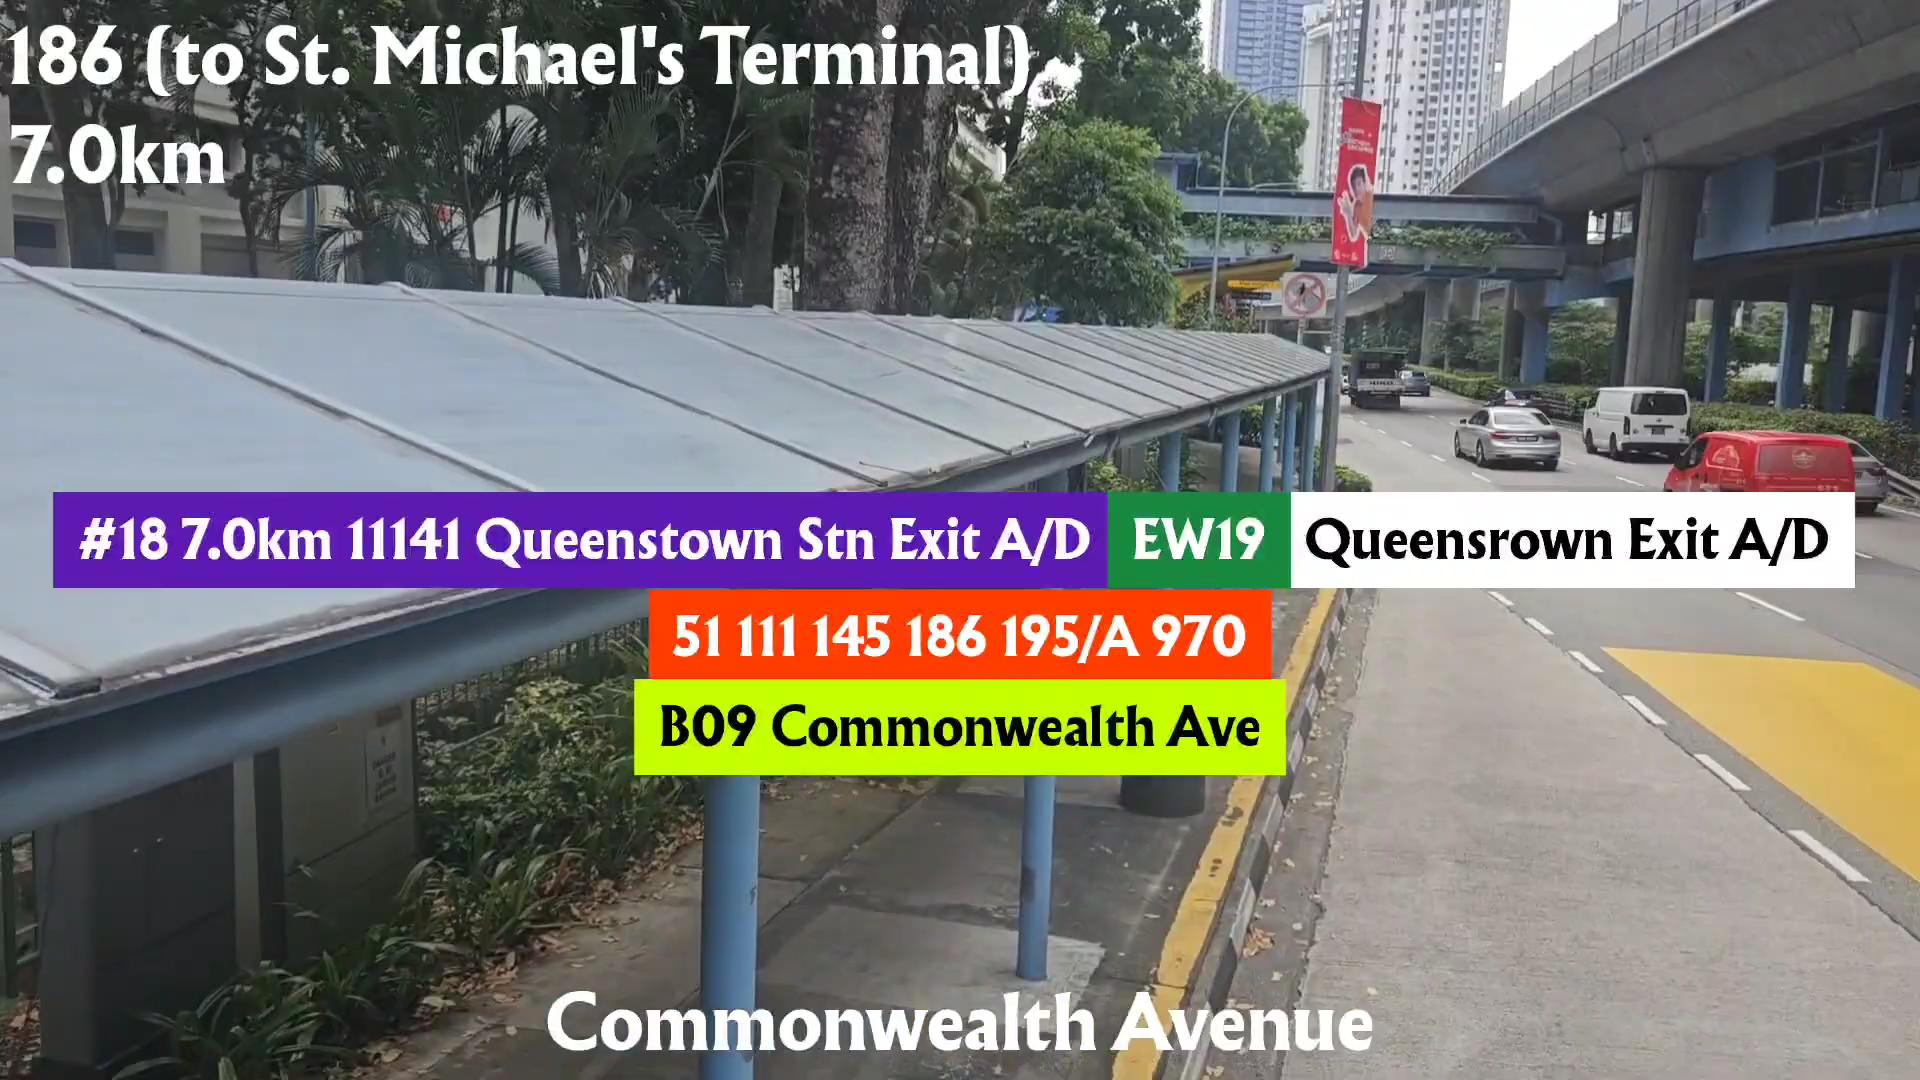 186 (to St. Michael's Terminal),
7.0km
#18 7.0km 11141 Queenstown Stn Exit A/D EW19 Queensrown Exit A/D
51 111 145 186 195/A 970
B09 Commonwealth Ave
Commonwealth Avenue